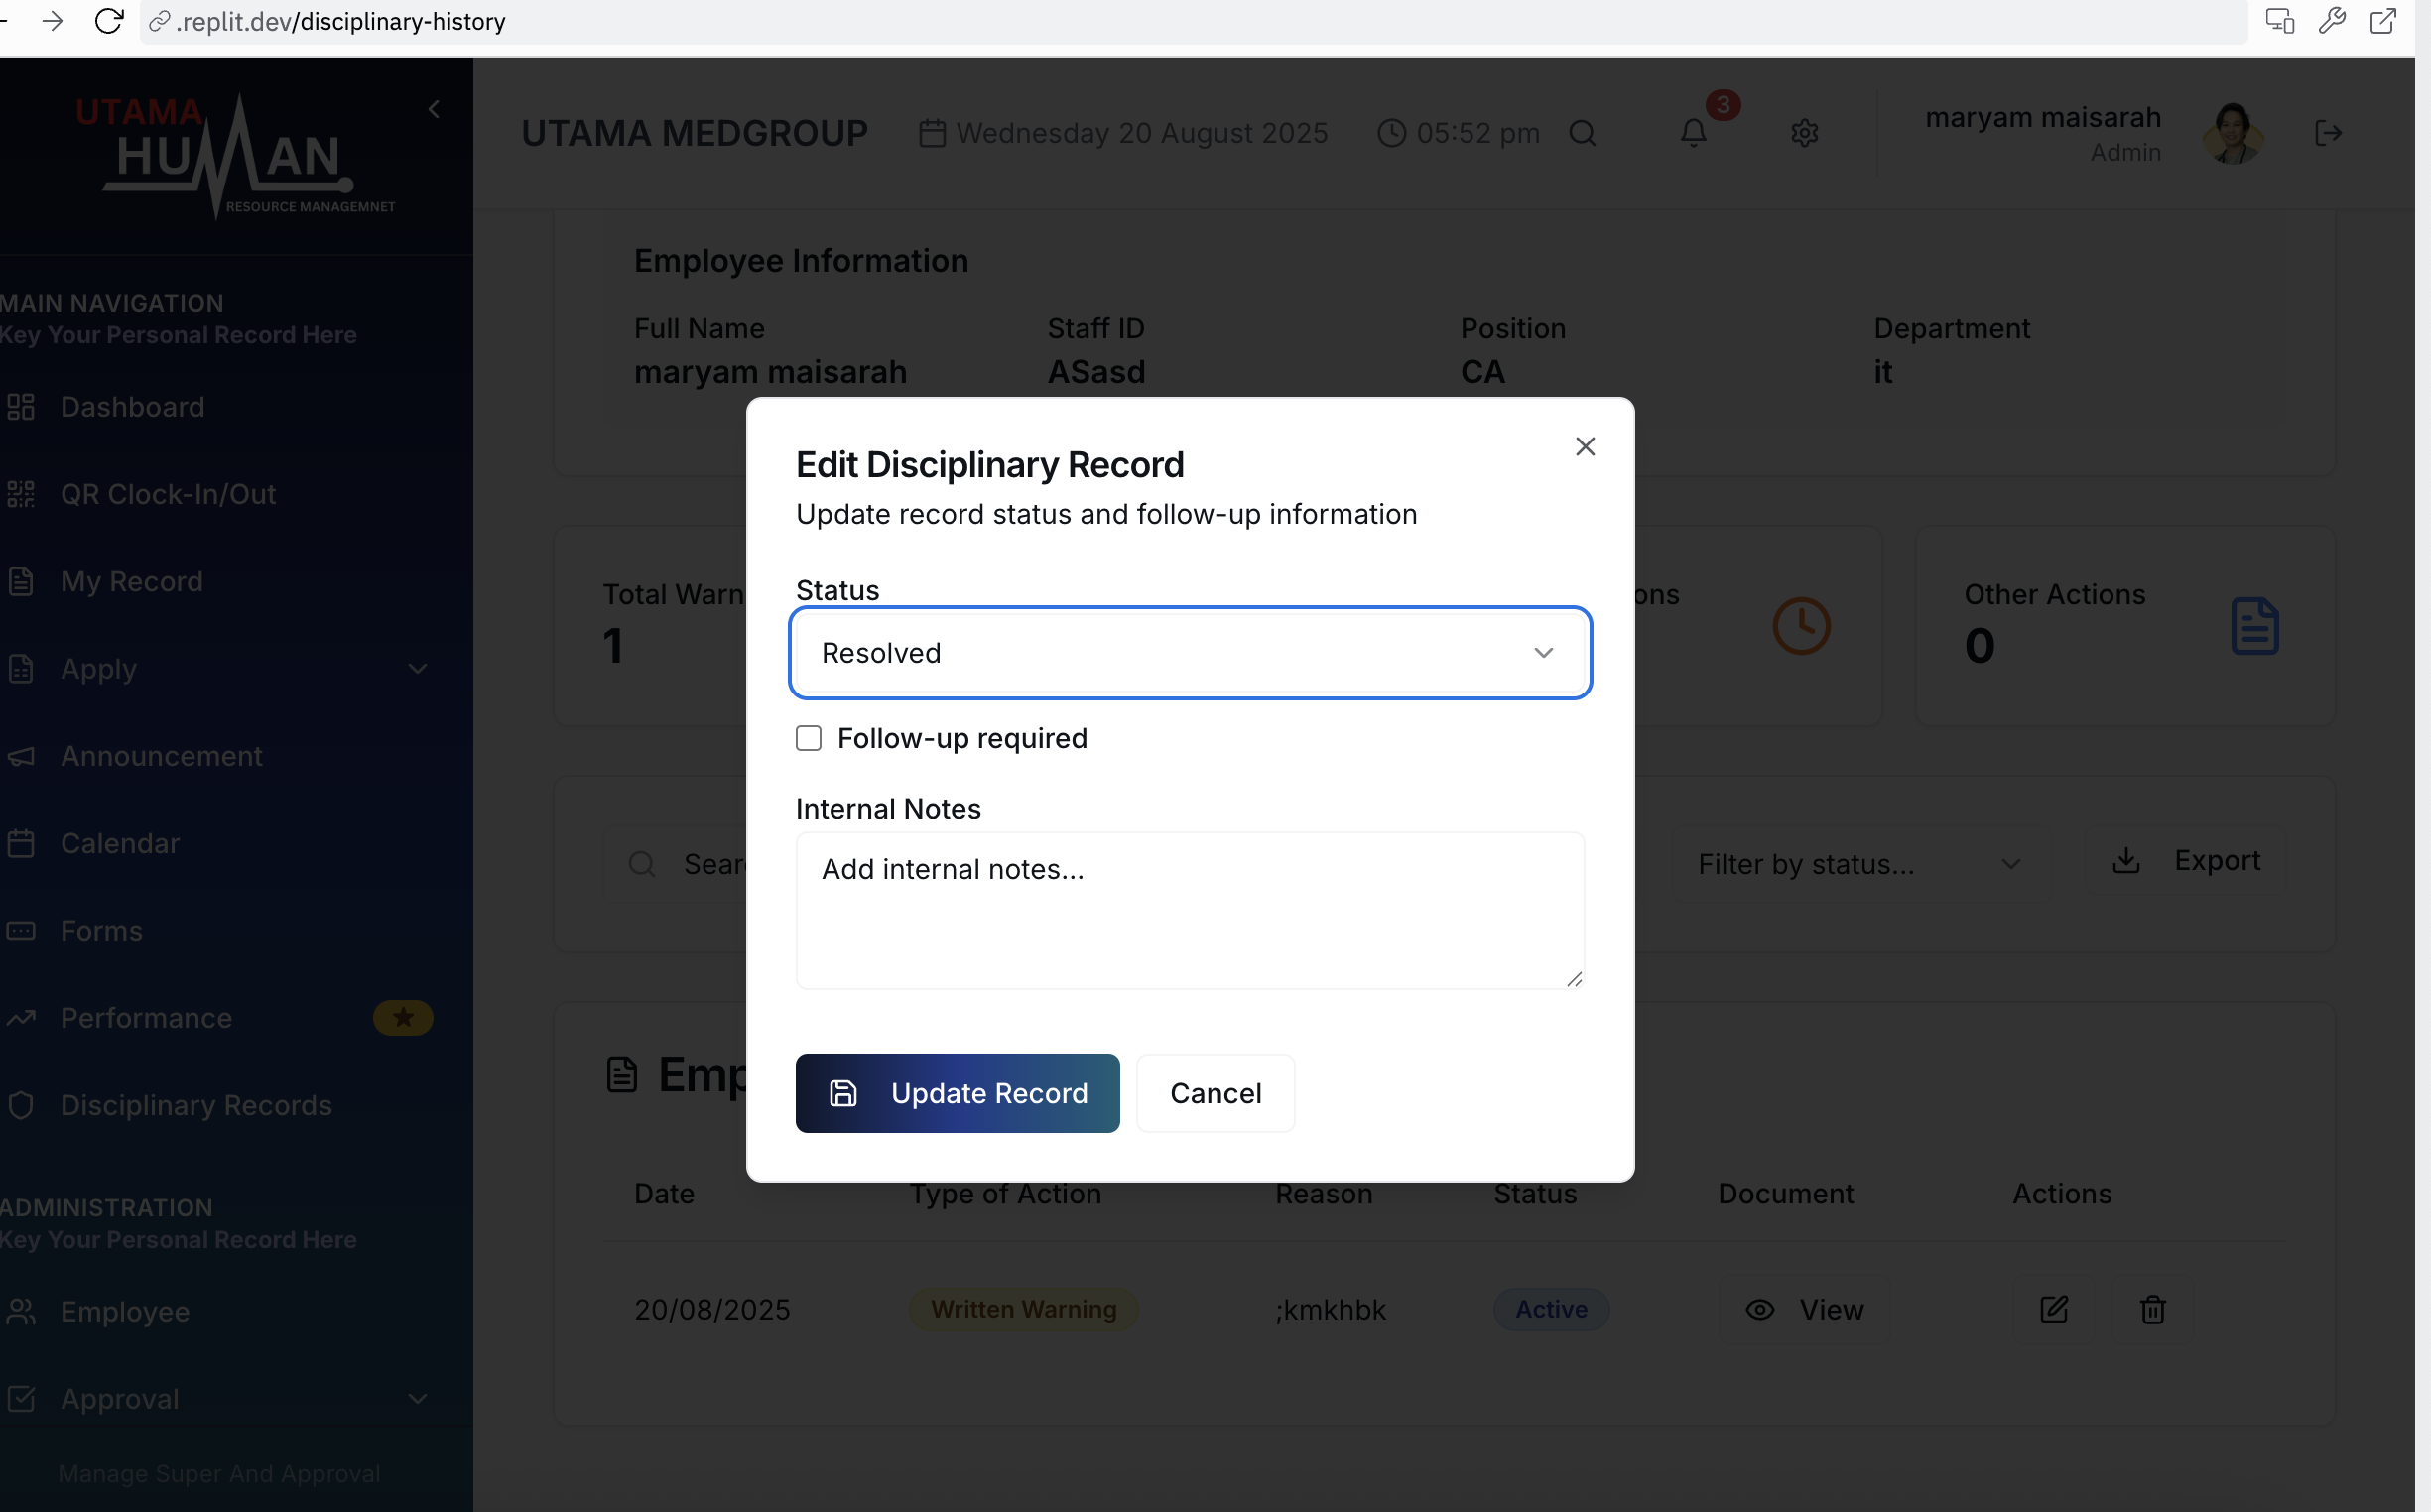 .replit.dev/disciplinary-history
UTAMA
HUMAN
RESOURCE MANAGEMNET
UTAMA MEDGROUP
Wednesday 20 August 2025
05:52 pm
3
maryam maisarah
Admin
MAIN NAVIGATION
Key Your Personal Record Here
Dashboard
QR Clock-In/Out
My Record
Apply
Announcement
Calendar
Forms
Performance
Disciplinary Records
ADMINISTRATION
Key Your Personal Record Here
Employee
Approval
Manage Super And Approval
Employee Information
Full Name
maryam maisarah
Staff ID
ASasd
Position
CA
Department
it
Total Warn
1
ons
Other Actions
0
Sear
Filter by status...
Export
Emp
Edit Disciplinary Record
Update record status and follow-up information
Status
Resolved
Follow-up required
Internal Notes
Add internal notes...
Update Record
Cancel
Date
Type of Action
Reason
Status
Document
Actions
20/08/2025
Written Warning
;kmkhbk
Active
View